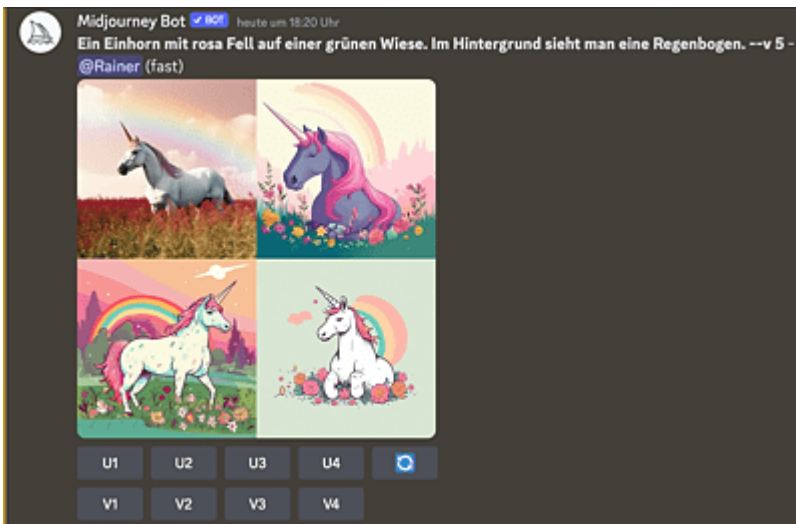 Midjourney Bot ✔ BOT heute um 18:20 Uhr
Ein Einhorn mit rosa Fell auf einer grünen Wiese. Im Hintergrund sieht man eine Regenbogen. --v 5 -
@Rainer (fast)
U1 U2 U3 U4
V1 V2 V3 V4